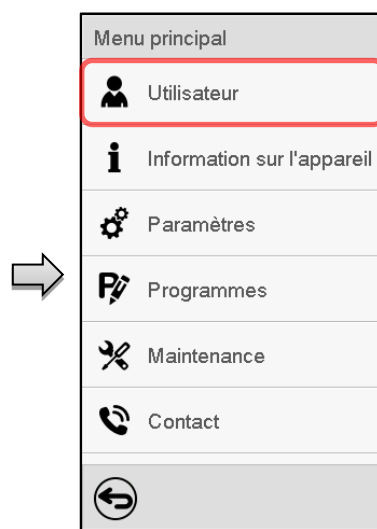 Menu principal
Utilisateur
Information sur l'appareil
Paramètres
Programmes
Maintenance
Contact